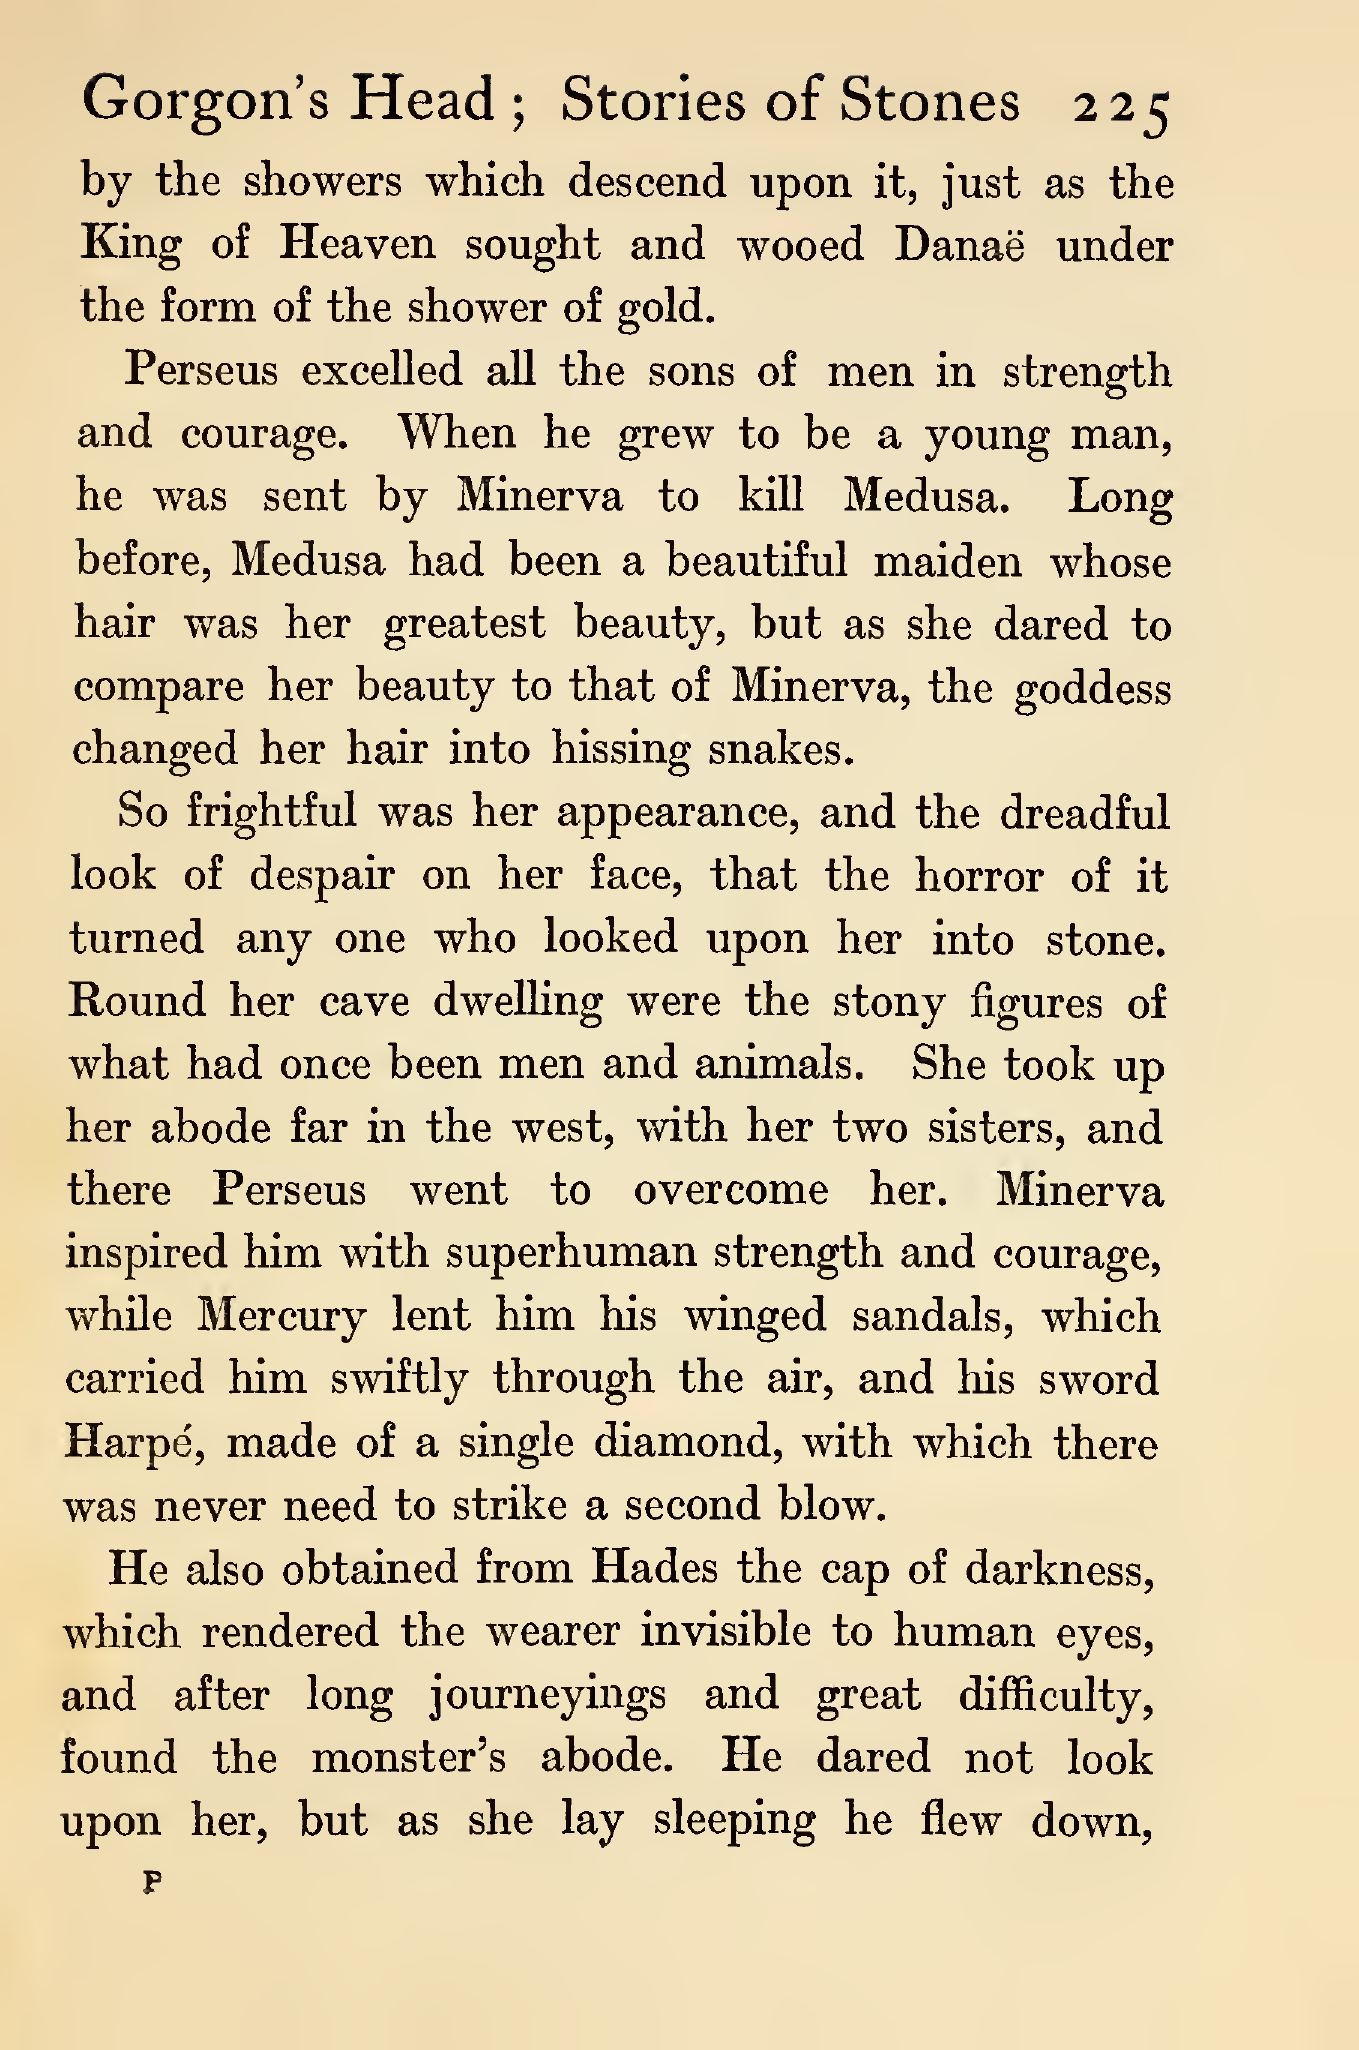 Gorgon's Head; Stories of Stones 225
by the showers which descend upon it, just as the
King of Heaven sought and wooed Danaë under
the form of the shower of gold.
Perseus excelled all the sons of men in strength
and courage. When he grew to be a young man,
he was sent by Minerva to kill Medusa. Long
before, Medusa had been a beautiful maiden whose
hair was her greatest beauty, but as she dared to
compare her beauty to that of Minerva, the goddess
changed her hair into hissing snakes.
So frightful was her appearance, and the dreadful
look of despair on her face, that the horror of it
turned any one who looked upon her into stone.
Round her cave dwelling were the stony figures of
what had once been men and animals. She took up
her abode far in the west, with her two sisters, and
there Perseus went to overcome her. Minerva
inspired him with superhuman strength and courage,
while Mercury lent him his winged sandals, which
carried him swiftly through the air, and his sword
Harpé, made of a single diamond, with which there
was never need to strike a second blow.
He also obtained from Hades the cap of darkness,
which rendered the wearer invisible to human eyes,
and after long journeyings and great difficulty,
found the monster's abode. He dared not look
upon her, but as she lay sleeping he flew down,
P